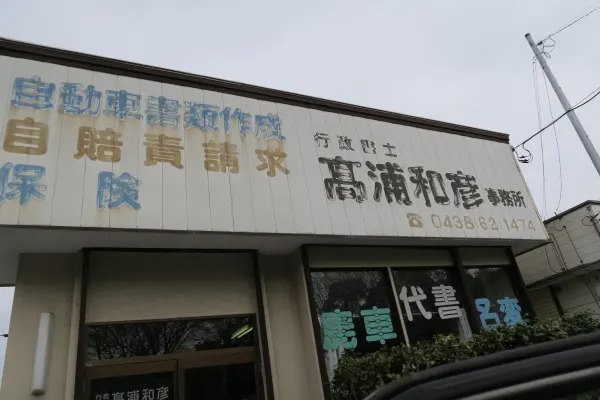 自動車書類作成
自賠責請求
保険
行政書士
髙浦和彦事務所
☎0438 62 1474
廃車 代書 名変
髙浦和彦